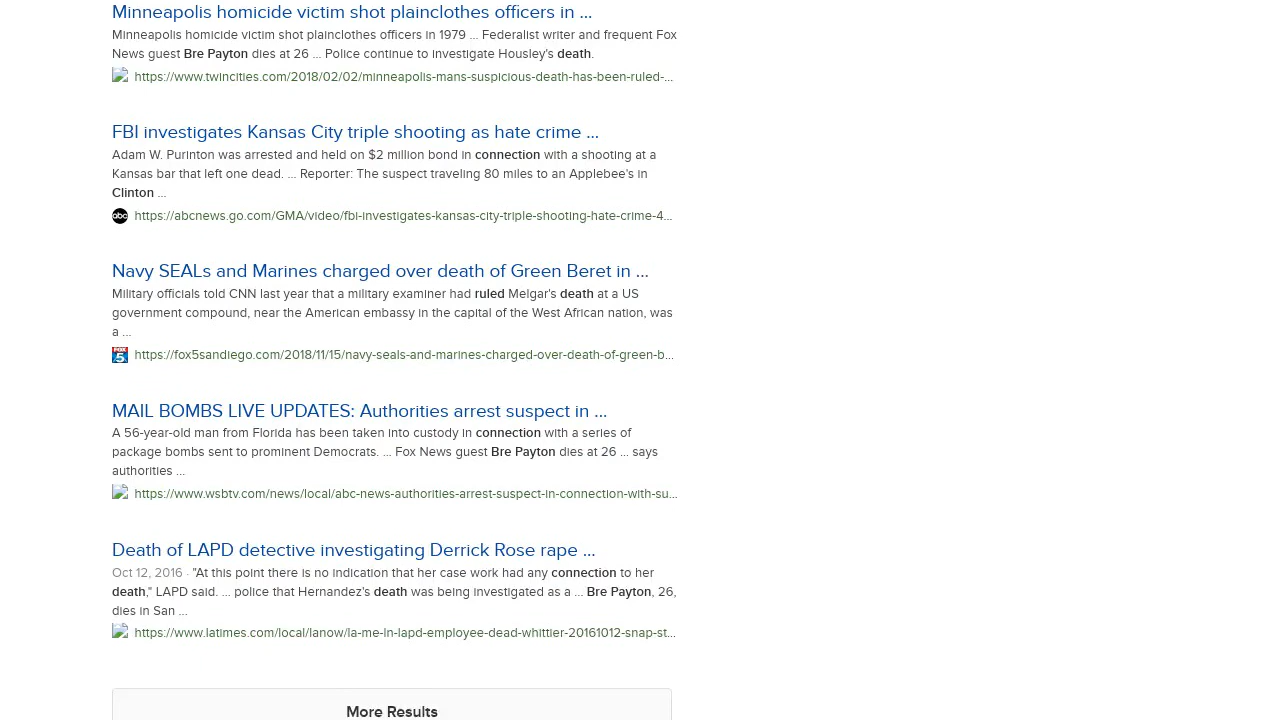 Minneapolis homicide victim shot plainclothes officers in ...
Minneapolis homicide victim shot plainclothes officers in 1979 ... Federalist writer and frequent Fox
News guest Bre Payton dies at 26 ... Police continue to investigate Housley's death.
https://www.twincities.com/2018/02/02/minneapolis-mans-suspicious-death-has-been-ruled-...
FBI investigates Kansas City triple shooting as hate crime ...
Adam W. Purinton was arrested and held on $2 million bond in connection with a shooting at a
Kansas bar that left one dead. ... Reporter: The suspect traveling 80 miles to an Applebee's in
Clinton ...
abc https://abcnews.go.com/GMA/video/fbi-investigates-kansas-city-triple-shooting-hate-crime-4...
Navy SEALs and Marines charged over death of Green Beret in ...
Military officials told CNN last year that a military examiner had ruled Melgar's death at a US
government compound, near the American embassy in the capital of the West African nation, was
a ...
FOX 5 https://fox5sandiego.com/2018/11/15/navy-seals-and-marines-charged-over-death-of-green-b...
MAIL BOMBS LIVE UPDATES: Authorities arrest suspect in ...
A 56-year-old man from Florida has been taken into custody in connection with a series of
package bombs sent to prominent Democrats. ... Fox News guest Bre Payton dies at 26 ... says
authorities ...
https://www.wsbtv.com/news/local/abc-news-authorities-arrest-suspect-in-connection-with-su...
Death of LAPD detective investigating Derrick Rose rape ...
Oct 12, 2016 · "At this point there is no indication that her case work had any connection to her
death," LAPD said. ... police that Hernandez's death was being investigated as a ... Bre Payton, 26,
dies in San ...
https://www.latimes.com/local/lanow/la-me-ln-lapd-employee-dead-whittier-20161012-snap-st...
More Results